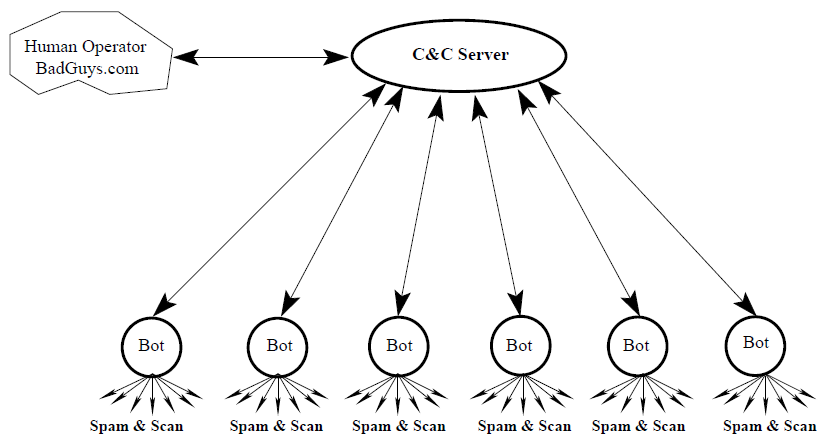 Human Operator
BadGuys.com
C&C Server
Bot
Bot
Bot
Bot
Bot
Bot
Spam & Scan
Spam & Scan
Spam & Scan
Spam & Scan
Spam & Scan
Spam & Scan